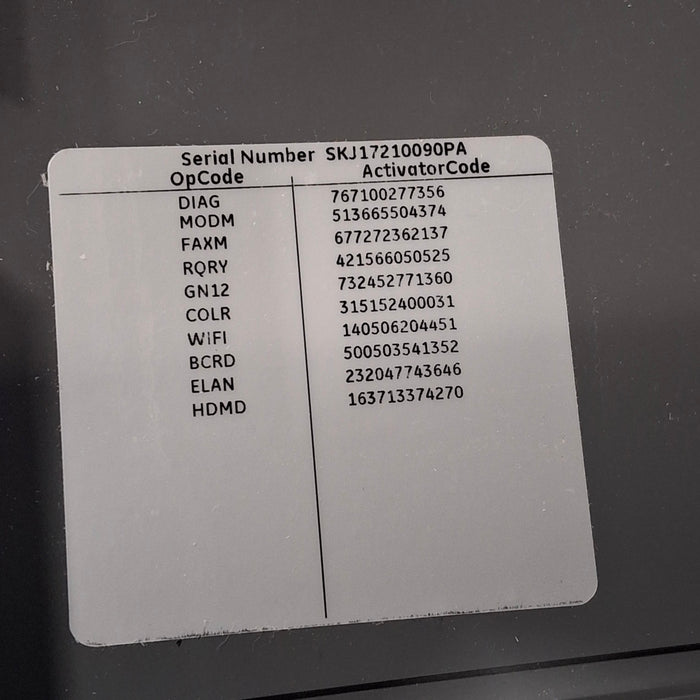 Serial Number SKJ17210090PA
OpCode ActivatorCode
DIAG 767100277356
MODM 513665504374
FAXM 677272362137
RQRY 421566050525
GN12 732452771360
COLR 315152400031
WiFI 140506204451
BCRD 500503541352
ELAN 232047743646
HDMD 163713374270